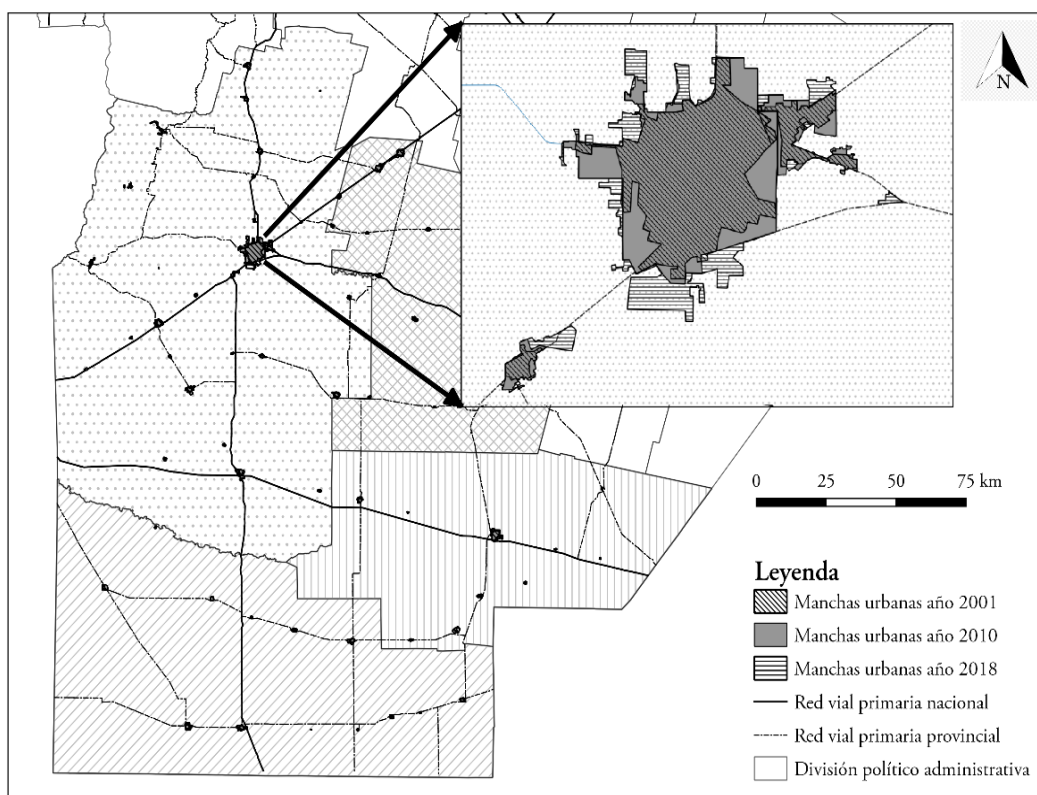 N
0 25 50 75 km
Leyenda
Manchas urbanas año 2001
Manchas urbanas año 2010
Manchas urbanas año 2018
Red vial primaria nacional
Red vial primaria provincial
División político administrativa